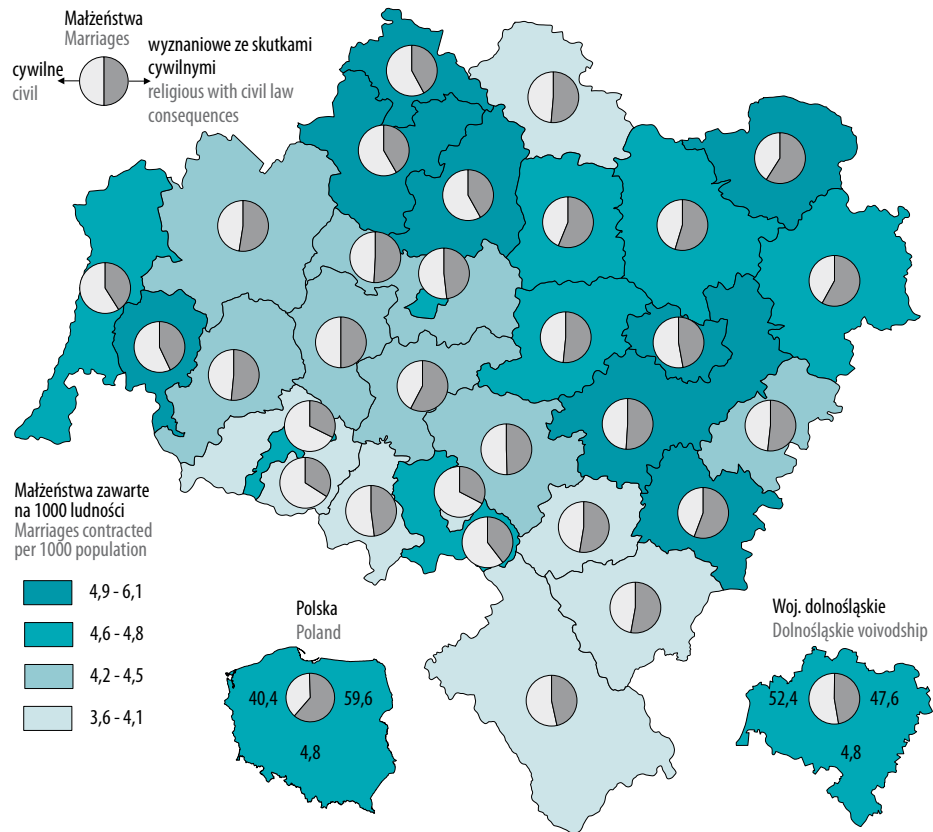 Małżeństwa
Marriages
cywilne
civil
wyznaniowe ze skutkami
cywilnymi
religious with civil law
consequences
Małżeństwa zawarte
na 1000 ludności
Marriages contracted
per 1000 population
4,9 - 6,1
4,6 - 4,8
4,2 - 4,5
3,6 - 4,1
Polska
Poland
40,4 59,6
4,8
Woj. dolnośląskie
Dolnośląskie voivodship
52,4 47,6
4,8